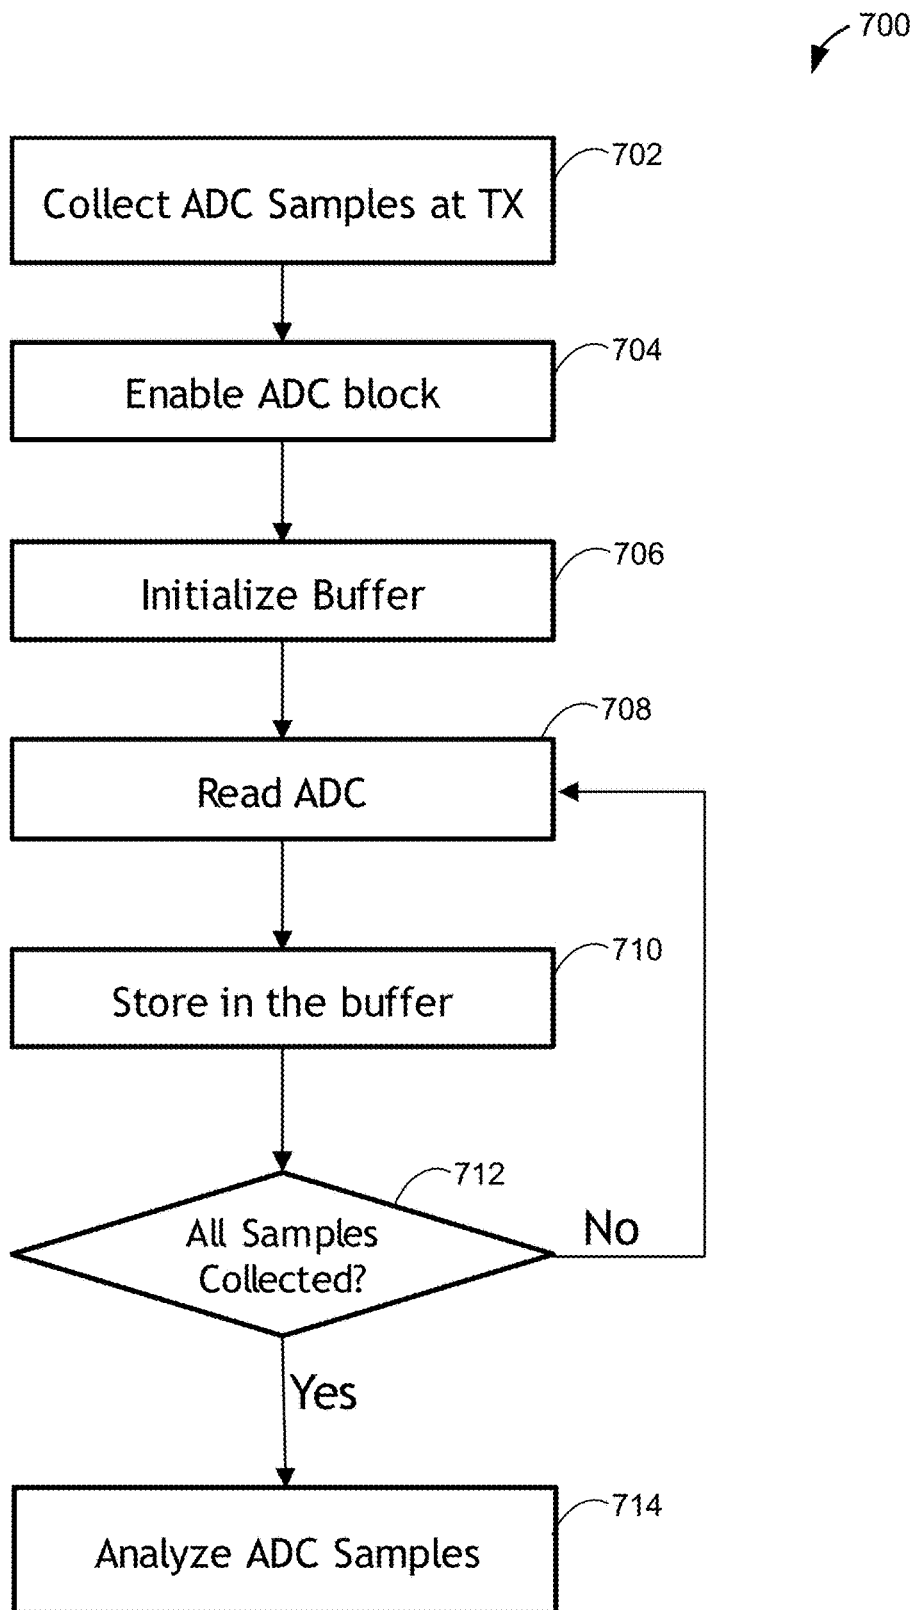 700
702
Collect ADC Samples at TX
704
Enable ADC block
706
Initialize Buffer
708
Read ADC
710
Store in the buffer
712
All Samples
Collected?
No
Yes
714
Analyze ADC Samples